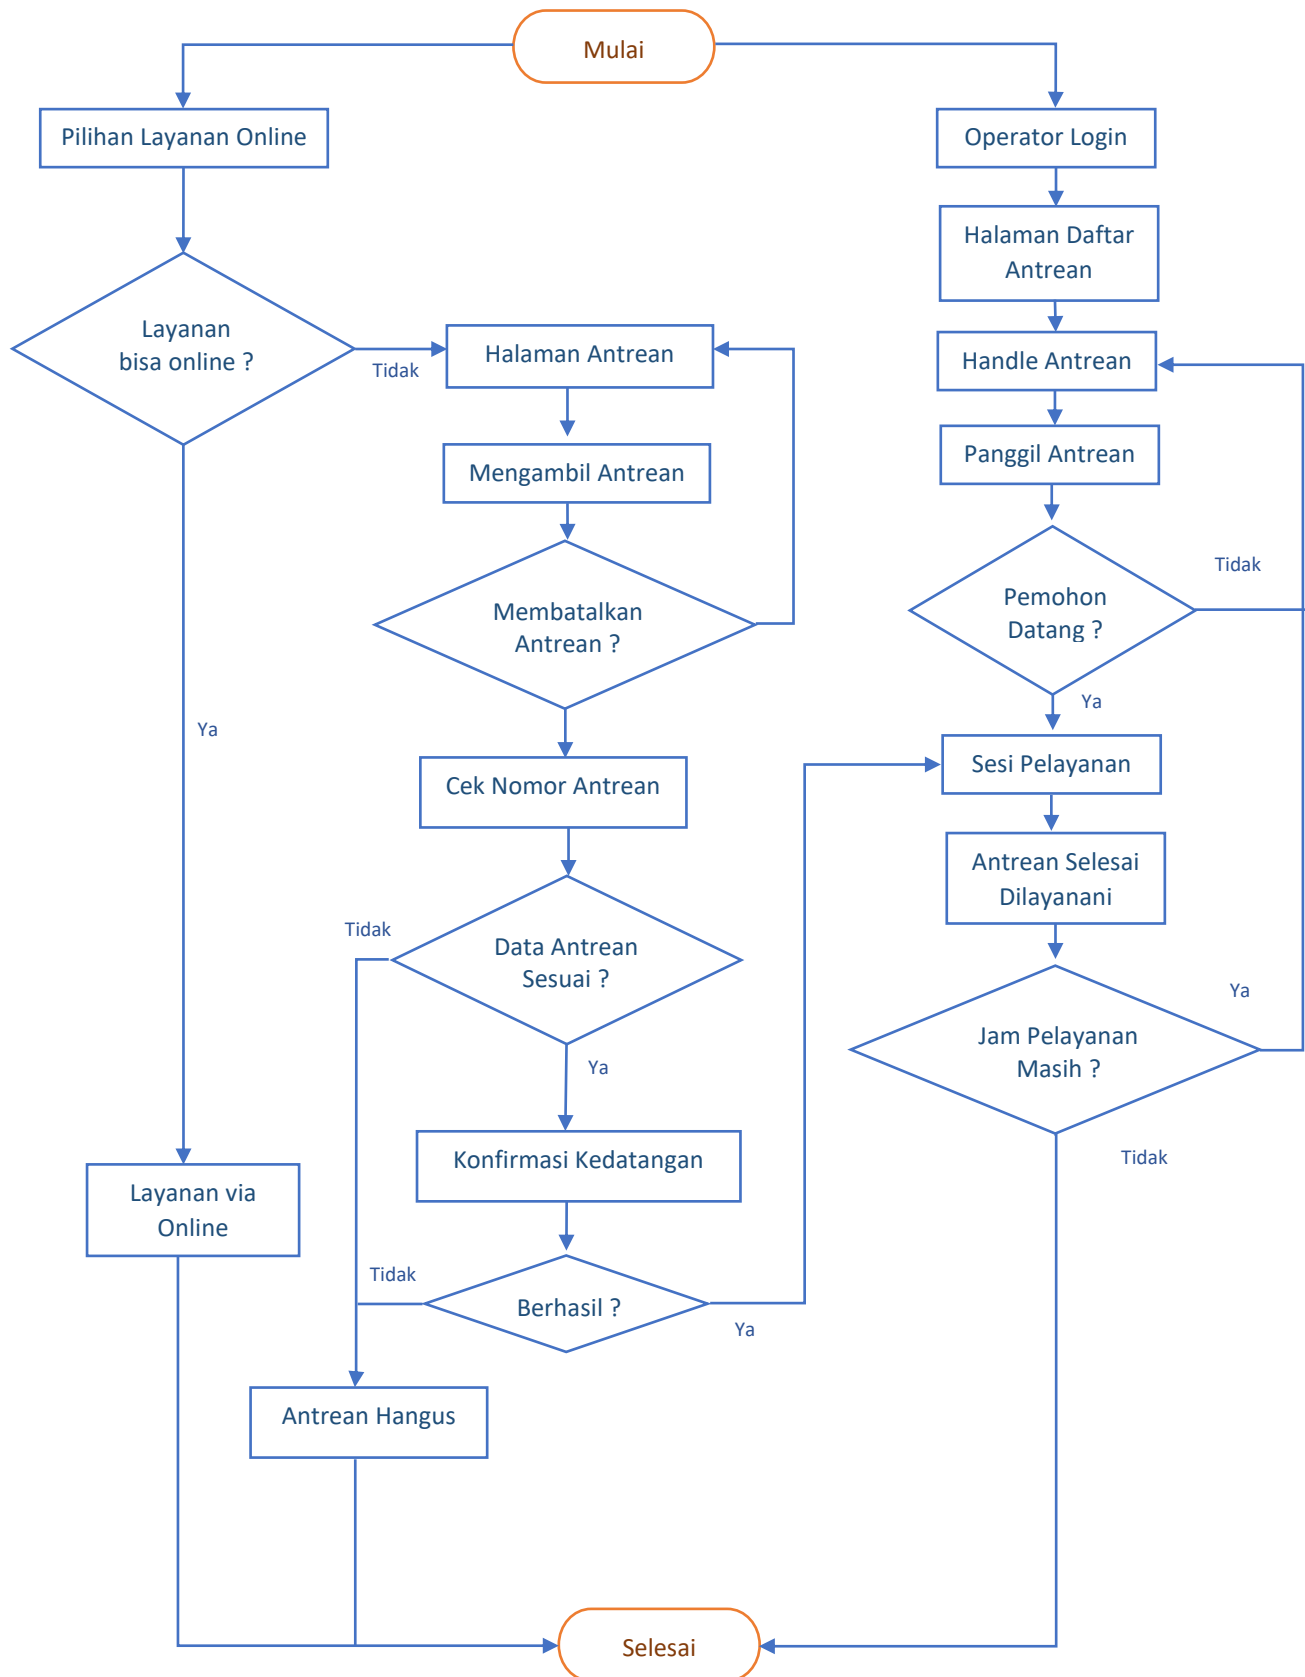 Mulai
Pilihan Layanan Online
Operator Login
Halaman Daftar
Antrean
Layanan
bisa online ?
Tidak
Halaman Antrean
Handle Antrean
Mengambil Antrean
Panggil Antrean
Membatalkan
Antrean ?
Pemohon
Datang ?
Tidak
Ya
Ya
Cek Nomor Antrean
Sesi Pelayanan
Antrean Selesai
Dilayanani
Tidak
Data Antrean
Sesuai ?
Ya
Jam Pelayanan
Masih ?
Ya
Tidak
Konfirmasi Kedatangan
Layanan via
Online
Tidak
Berhasil ?
Ya
Antrean Hangus
Selesai